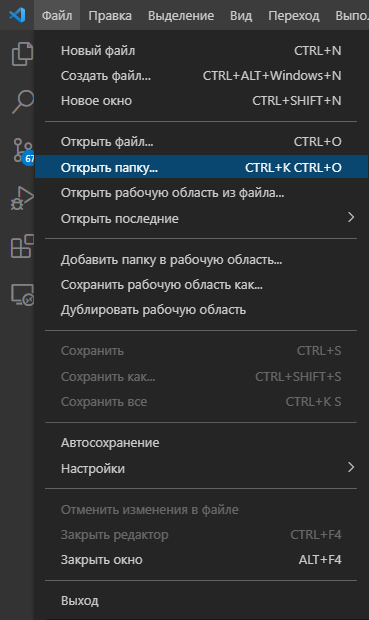 Файл Правка Выделение Вид Переход Выпо.
Новый файл CTRL+N
Создать файл... CTRL+ALT+Windows+N
Новое окно CTRL+SHIFT+N
Открыть файл... CTRL+O
Открыть папку... CTRL+K CTRL+O
Открыть рабочую область из файла...
Открыть последние
67
Добавить папку в рабочую область...
Сохранить рабочую область как...
Дублировать рабочую область
Сохранить CTRL+S
Сохранить как... CTRL+SHIFT+S
Сохранить все CTRL+K S
Автосохранение
Настройки
Отменить изменения в файле
Закрыть редактор CTRL+F4
Закрыть окно ALT+F4
Выход